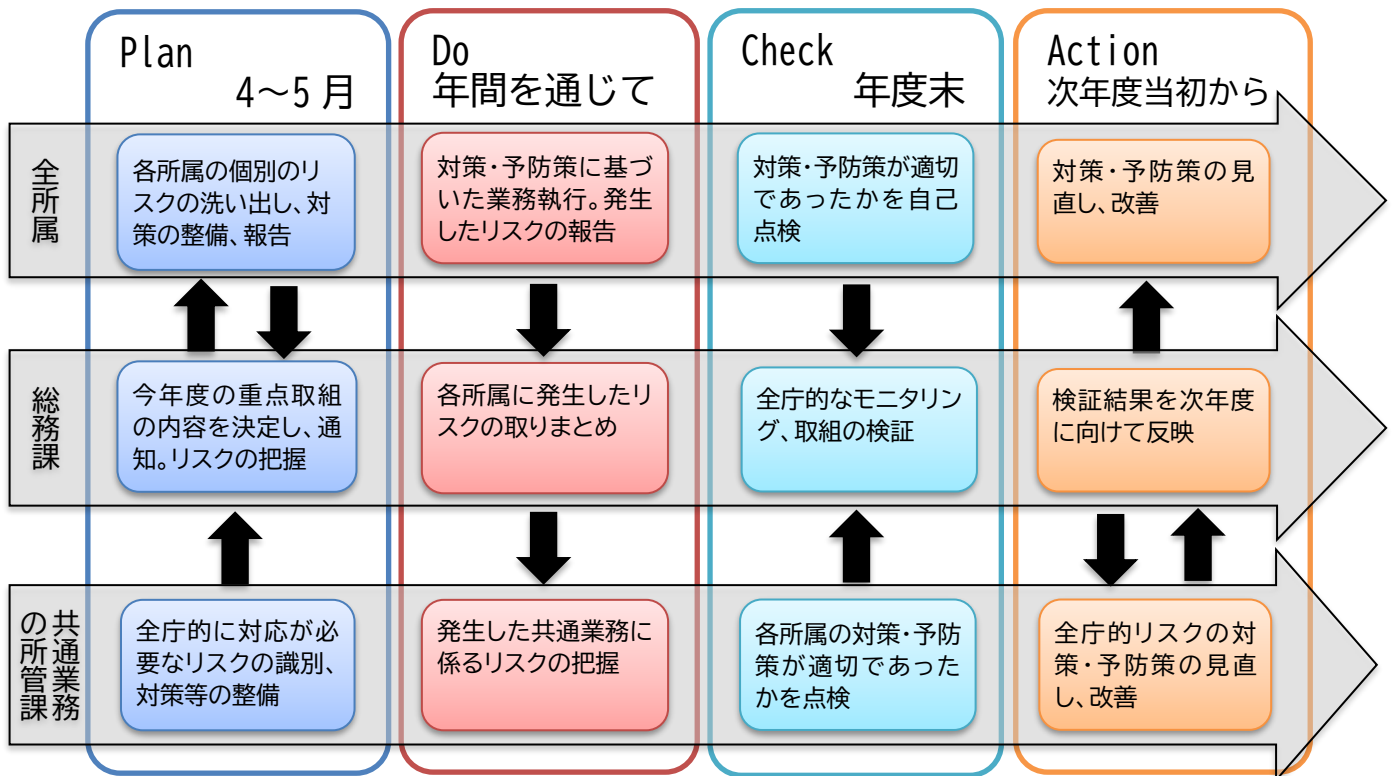 Plan
4～5 月
Do
年間を通じて
Check
年度末
Action
次年度当初から
全所属
各所属の個別のリ
スクの洗い出し、対
策の整備、報告
対策・予防策に基づ
いた業務執行。発生
したリスクの報告
対策・予防策が適切
であったかを自己
点検
対策・予防策の見
直し、改善
総務課
今年度の重点取組
の内容を決定し、通
知。リスクの把握
各所属に発生したリ
スクの取りまとめ
全庁的なモニタリン
グ、取組の検証
検証結果を次年度
に向けて反映
共通業務
の所管課
全庁的に対応が必
要なリスクの識別、
対策等の整備
発生した共通業務に
係るリスクの把握
各所属の対策・予防
策が適切であった
かを点検
全庁的リスクの対
策・予防策の見直
し、改善